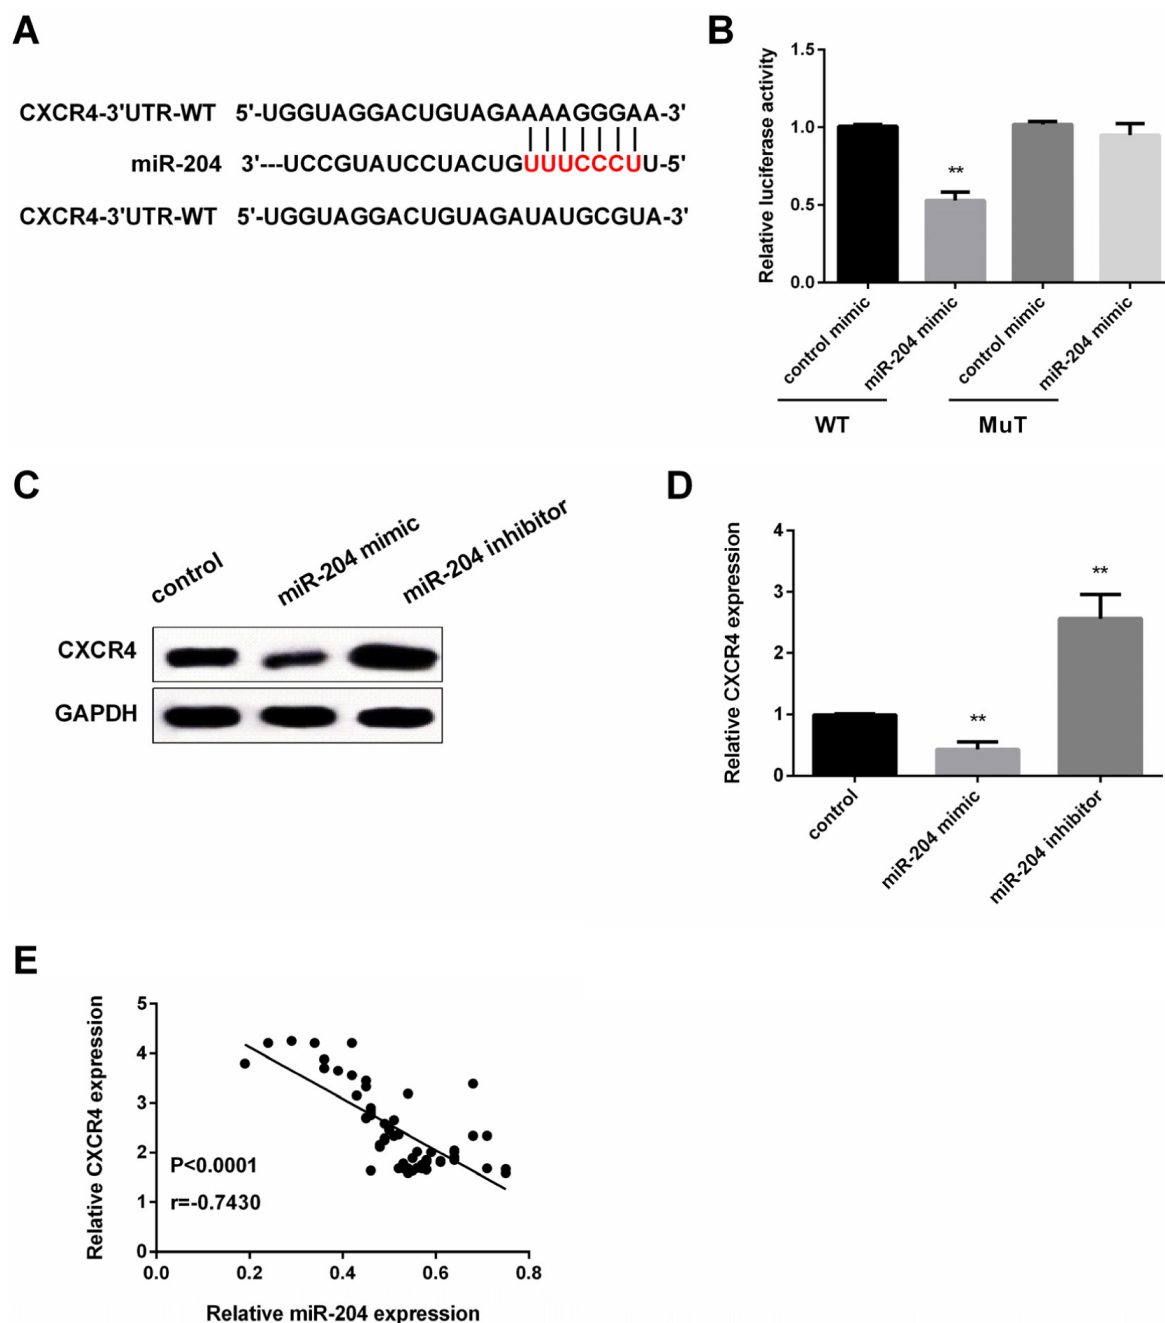 A
CXCR4-3'UTR-WT 5'-UGGUAGGACUGUAGAAAAGGGAA-3'
miR-204 3'---UCCGUAUCCUACUGUUUCCCUU-5'
CXCR4-3'UTR-WT 5'-UGGUAGGACUGUAGAUAUGCGUA-3'
B
Relative luciferase activity
1.5
1.0
0.5
0.0
**
control mimic
miR-204 mimic
control mimic
miR-204 mimic
WT
MuT
C
control
miR-204 mimic
miR-204 inhibitor
CXCR4
GAPDH
D
Relative CXCR4 expression
4
3
2
1
0
**
**
control
miR-204 mimic
miR-204 inhibitor
E
Relative CXCR4 expression
5
4
3
2
1
0
P<0.0001
r=-0.7430
0.0 0.2 0.4 0.6 0.8
Relative miR-204 expression